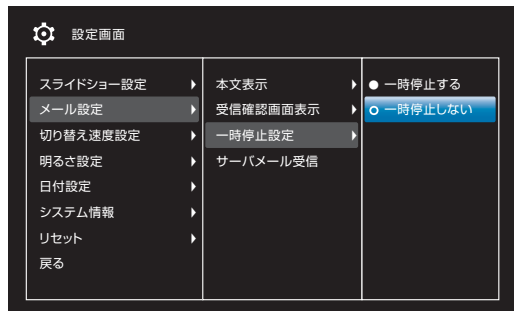 設定画面
スライドショー設定
メール設定
切り替え速度設定
明るさ設定
日付設定
システム情報
リセット
戻る
本文表示
受信確認画面表示
一時停止設定
サーバメール受信
一時停止する
一時停止しない